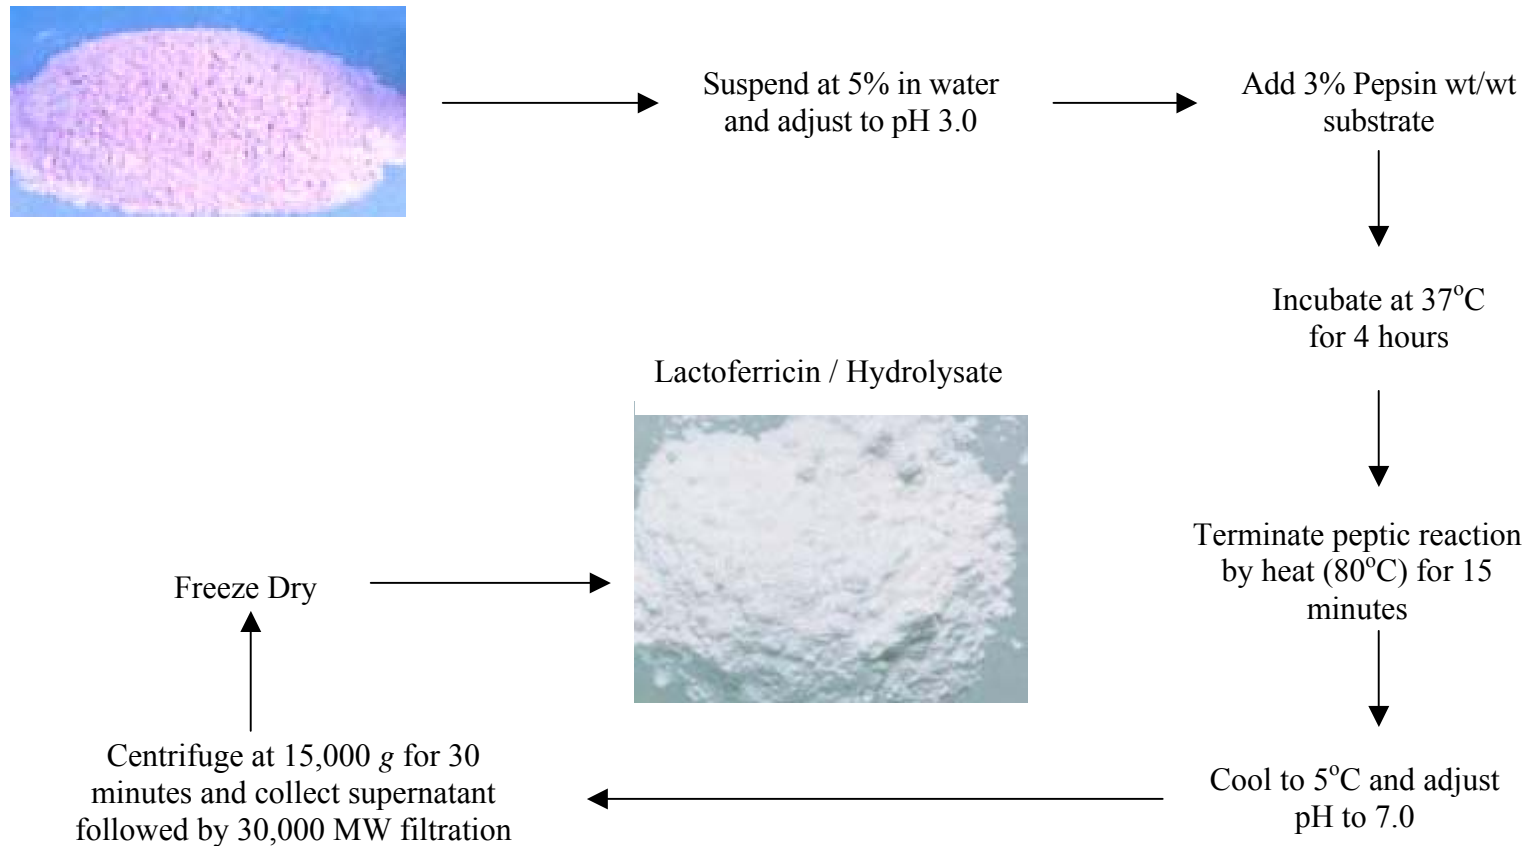 Suspend at 5% in water
and adjust to pH 3.0
Add 3% Pepsin wt/wt
substrate
Incubate at 37°C
for 4 hours
Terminate peptic reaction
by heat (80°C) for 15
minutes
Cool to 5°C and adjust
pH to 7.0
Centrifuge at 15,000 g for 30
minutes and collect supernatant
followed by 30,000 MW filtration
Freeze Dry
Lactoferricin / Hydrolysate